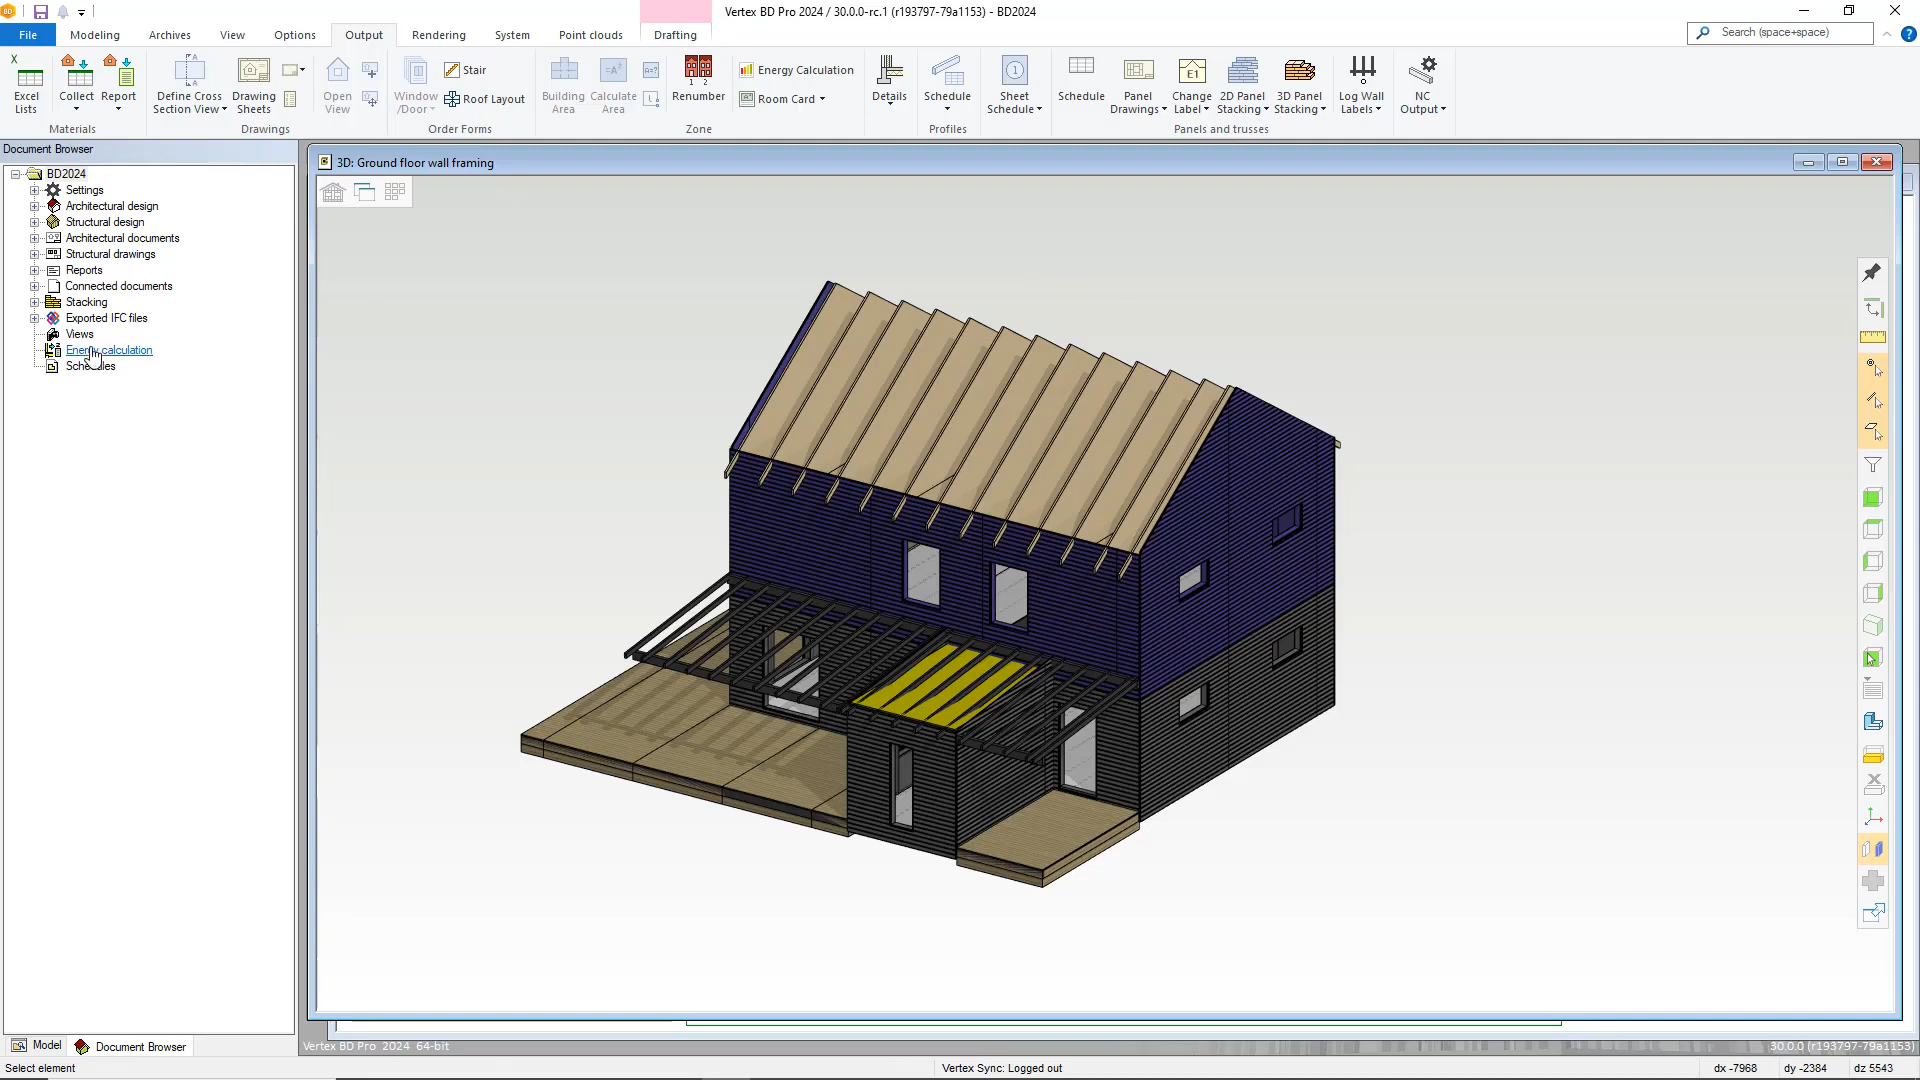 Vertex BD Pro 2024 / 30.0.0-rc.1 (r193797-79a1153) - BD2024
File Modeling Archives View Options Output Rendering System Point clouds Drafting
Search (space+space)
Excel Lists
Collect
Report
Materials
Define Cross Section View
Drawing Sheets
Drawings
Open View
Window /Door
Stair
Roof Layout
Order Forms
Building Area
Calculate Area
Renumber
Energy Calculation
Room Card
Zone
Details
Schedule
Profiles
Sheet Schedule
Schedule
Panel Drawings
Change Label
2D Panel Stacking
3D Panel Stacking
Log Wall Labels
NC Output
Panels and trusses
Document Browser
BD2024
Settings
Architectural design
Structural design
Architectural documents
Structural drawings
Reports
Connected documents
Stacking
Exported IFC files
Views
Energy calculation
Schedules
3D: Ground floor wall framing
Model Document Browser
Vertex BD Pro 2024 64-bit
30.0.0 (r193797-79a1153)
Select element
Vertex Sync: Logged out
dx -7968 dy -2384 dz 5543